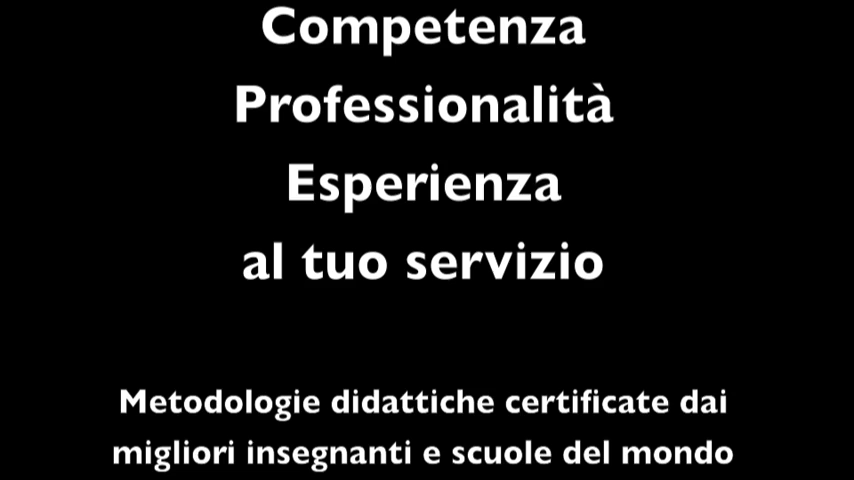 Competenza
Professionalità
Esperienza
al tuo servizio
Metodologie didattiche certificate dai
migliori insegnanti e scuole del mondo